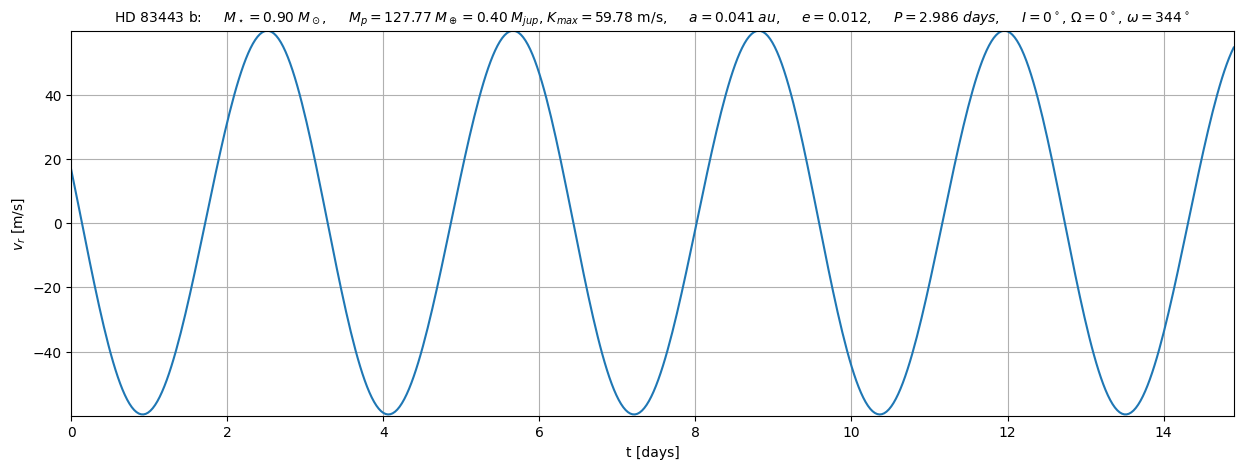 HD 83443 b: M⋆ = 0.90 M⊙, Mp = 127.77 M⊕ = 0.40 Mjup, Kmax = 59.78 m/s, a = 0.041 au, e = 0.012, P = 2.986 days, I = 0°, Ω = 0°, ω = 344°
40
20
0
−20
−40
vr [m/s]
0 2 4 6 8 10 12 14
t [days]